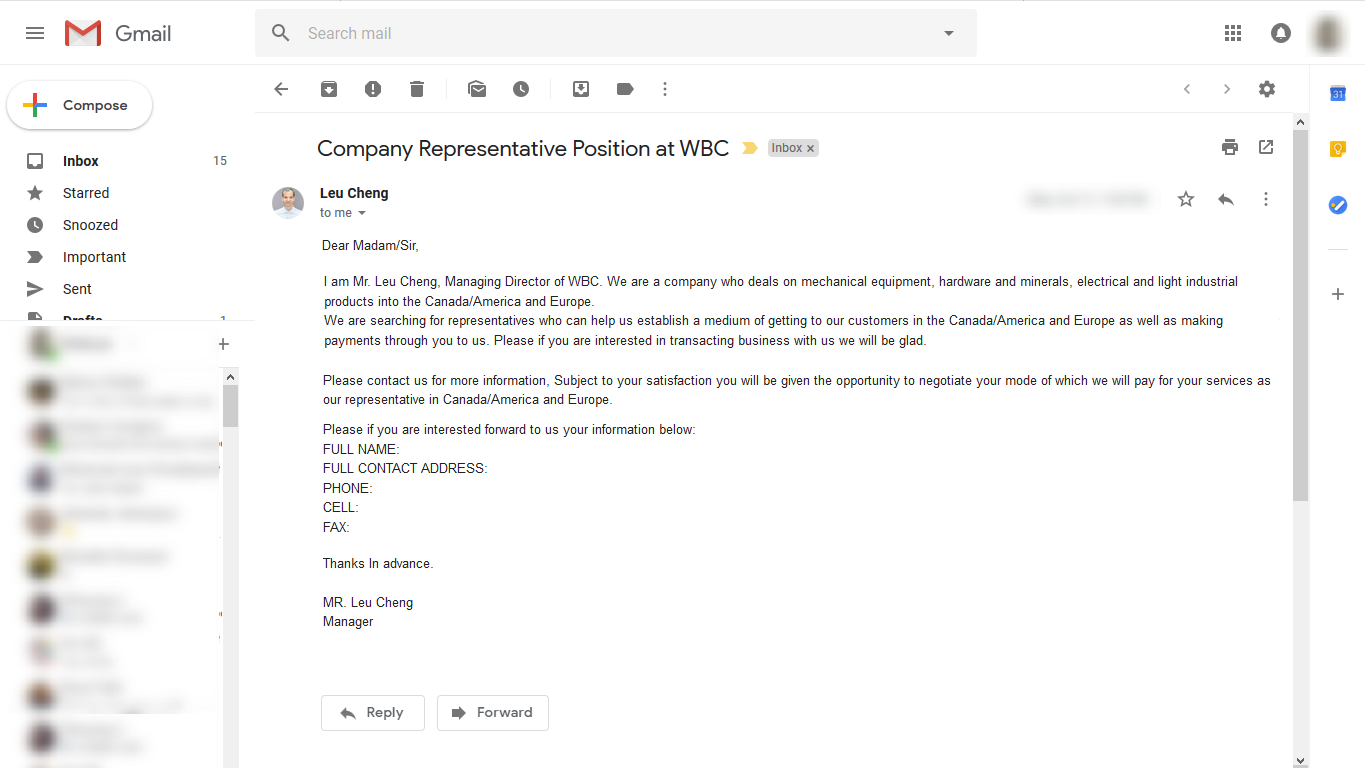 Gmail
Search mail
Compose
Inbox 15
Starred
Snoozed
Important
Sent
Drafts
Company Representative Position at WBC Inbox x
Leu Cheng
to me
Dear Madam/Sir,
I am Mr. Leu Cheng, Managing Director of WBC. We are a company who deals on mechanical equipment, hardware and minerals, electrical and light industrial
products into the Canada/America and Europe.
We are searching for representatives who can help us establish a medium of getting to our customers in the Canada/America and Europe as well as making
payments through you to us. Please if you are interested in transacting business with us we will be glad.
Please contact us for more information, Subject to your satisfaction you will be given the opportunity to negotiate your mode of which we will pay for your services as
our representative in Canada/America and Europe.
Please if you are interested forward to us your information below:
FULL NAME:
FULL CONTACT ADDRESS:
PHONE:
CELL:
FAX:
Thanks In advance.
MR. Leu Cheng
Manager
Reply
Forward
31